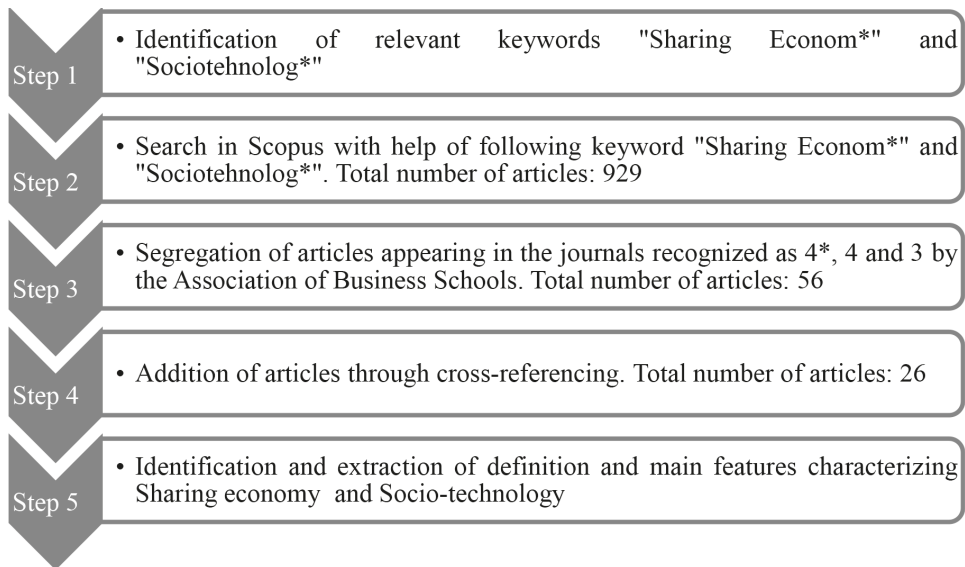 Step 1
• Identification of relevant keywords "Sharing Econom*" and
"Sociotehnolog*"
Step 2
• Search in Scopus with help of following keyword "Sharing Econom*" and
"Sociotehnolog*". Total number of articles: 929
Step 3
• Segregation of articles appearing in the journals recognized as 4*, 4 and 3 by
the Association of Business Schools. Total number of articles: 56
Step 4
• Addition of articles through cross-referencing. Total number of articles: 26
Step 5
• Identification and extraction of definition and main features characterizing
Sharing economy and Socio-technology